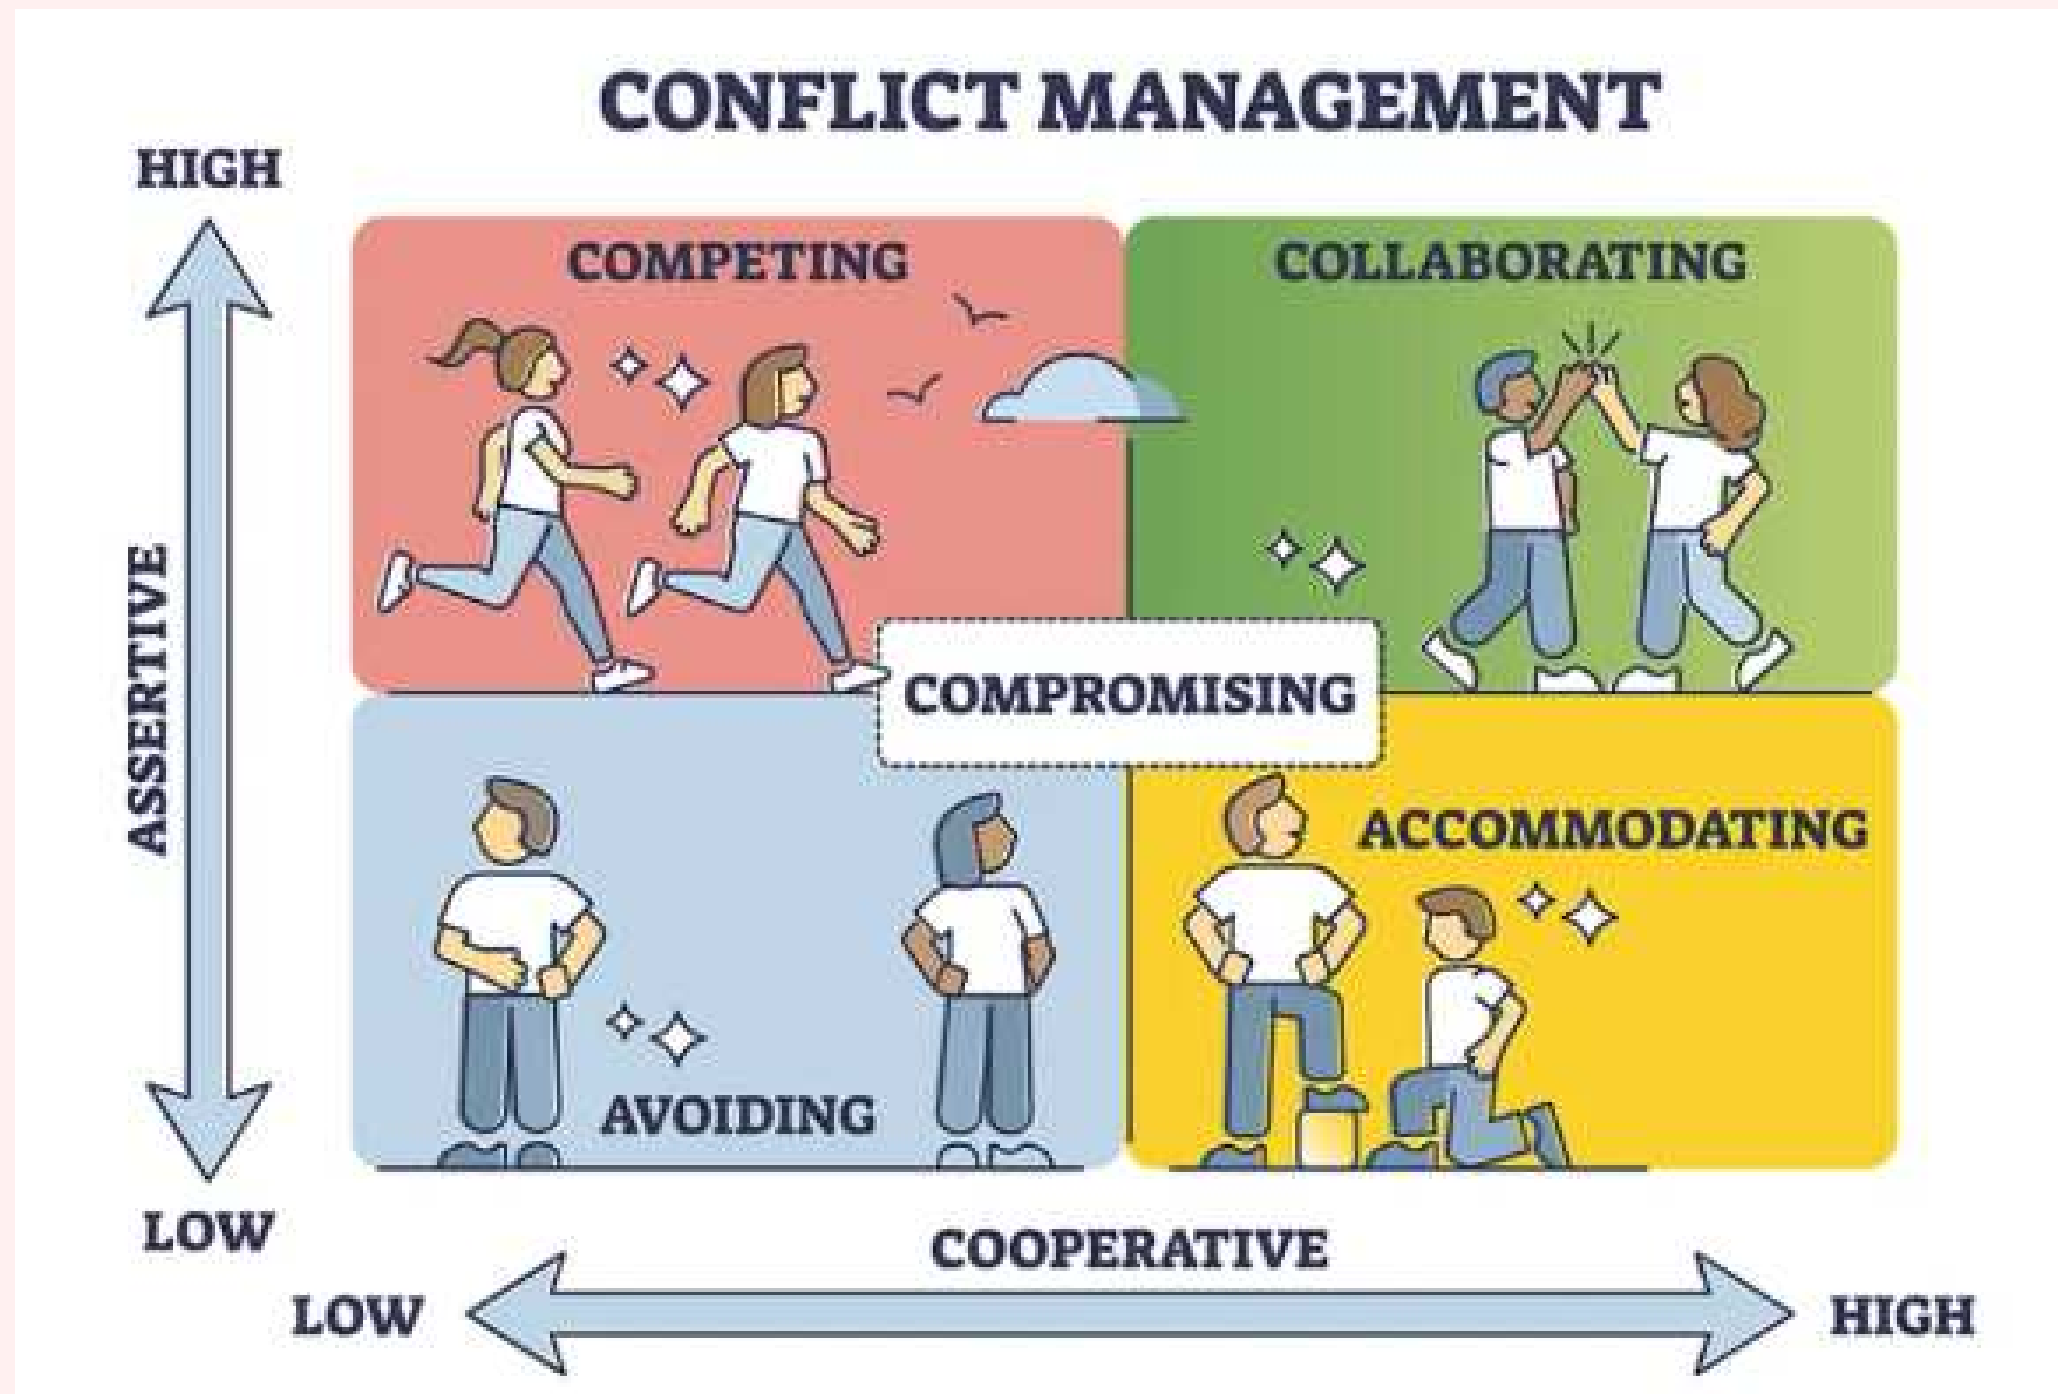 CONFLICT MANAGEMENT
HIGH
COMPETING
COLLABORATING
ASSERTIVE
COMPROMISING
ACCOMMODATING
AVOIDING
LOW
COOPERATIVE
LOW
HIGH